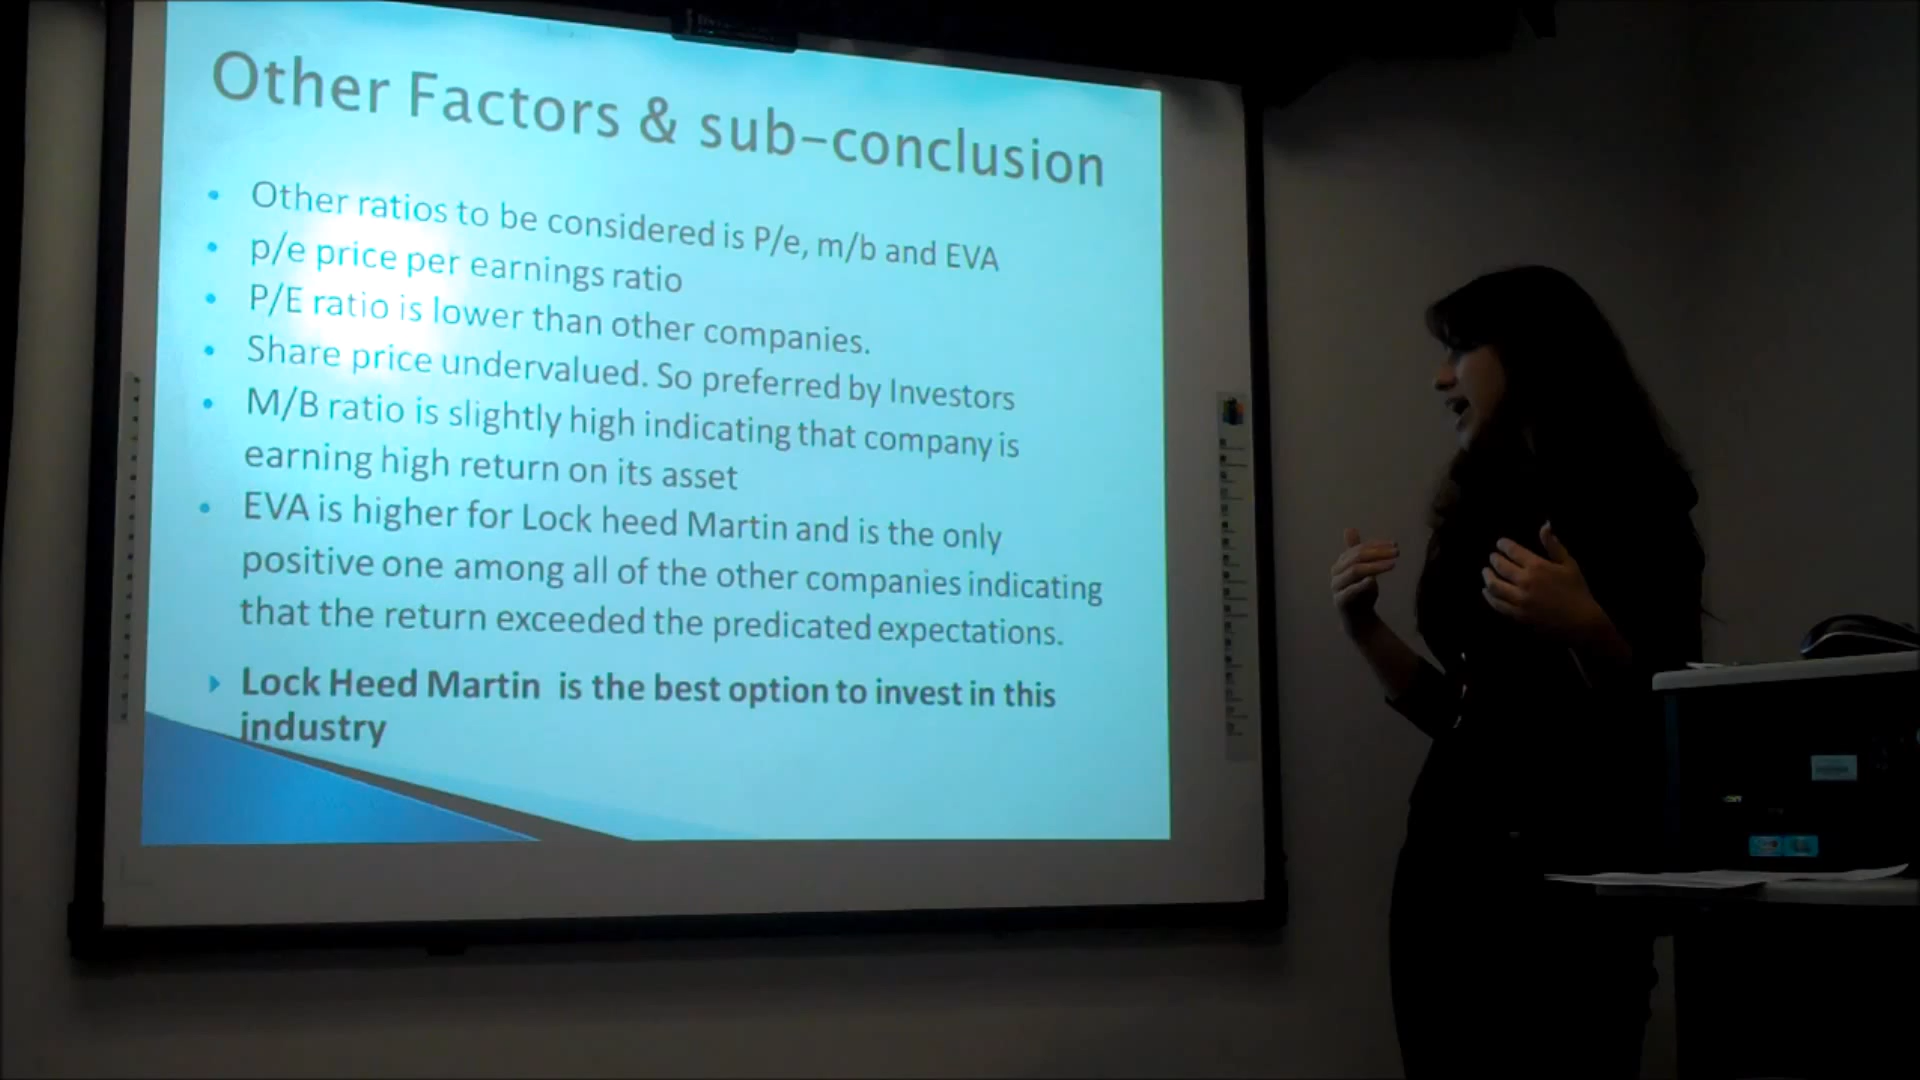 Other Factors & sub-conclusion
Other ratios to be considered is P/e, m/b and EVA
p/e price per earnings ratio
P/E ratio is lower than other companies.
Share price undervalued. So preferred by Investors
M/B ratio is slightly high indicating that company is
earning high return on its asset
EVA is higher for Lock heed Martin and is the only
positive one among all of the other companies indicating
that the return exceeded the predicated expectations.
Lock Heed Martin is the best option to invest in this
industry